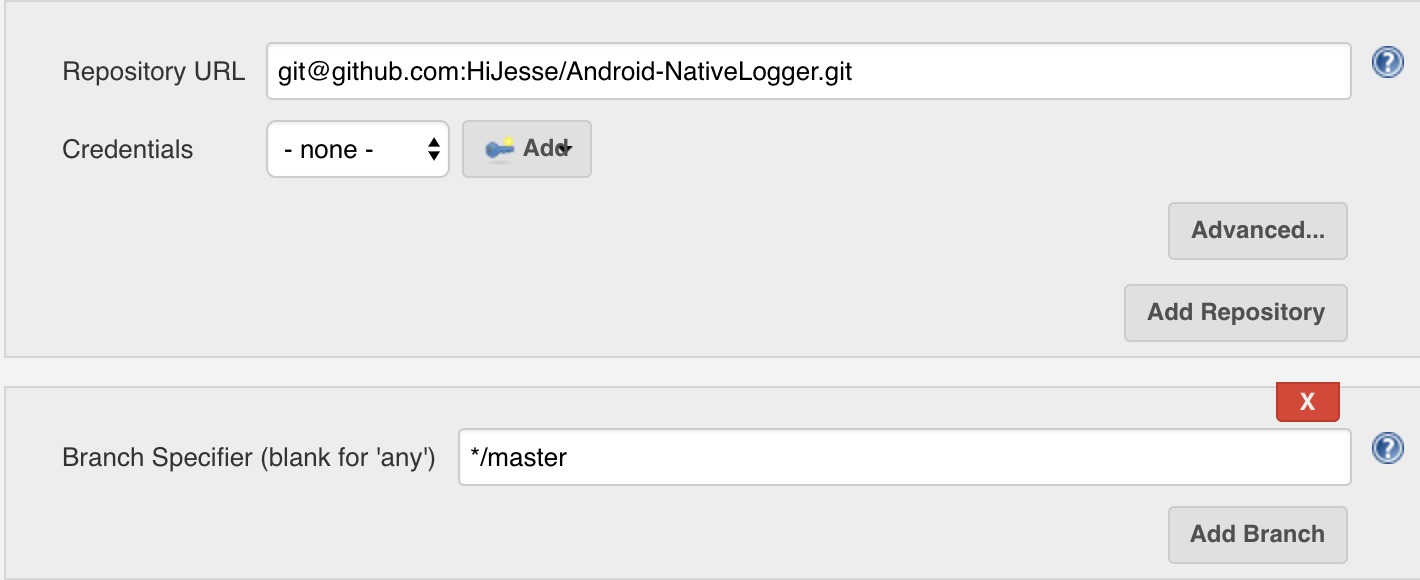 Repository URL git@github.com:HiJesse/Android-NativeLogger.git ?
Credentials - none - Add
Advanced...
Add Repository
X
Branch Specifier (blank for 'any') */master ?
Add Branch